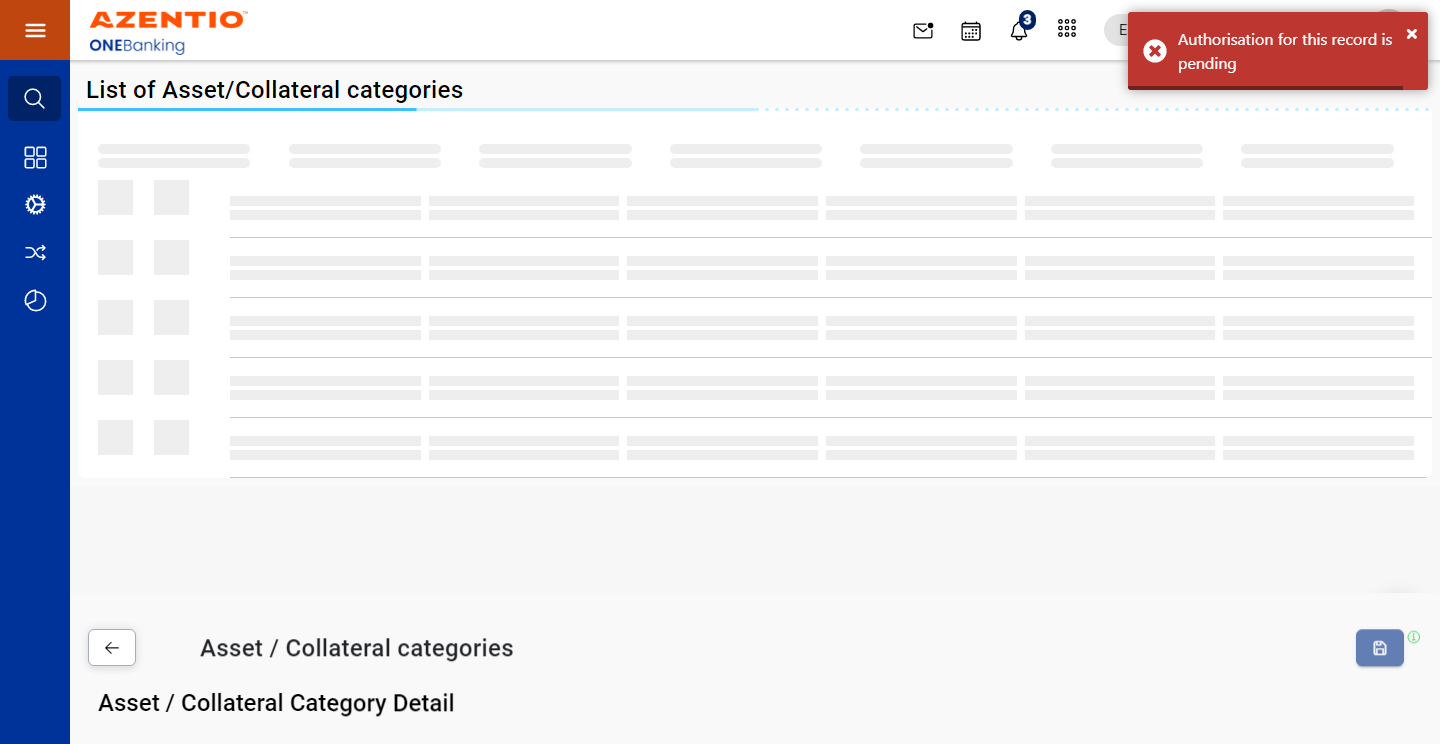 AZENTIO™
ONEBanking
3
E
Authorisation for this record is
pending
List of Asset/Collateral categories
Asset / Collateral categories
Asset / Collateral Category Detail